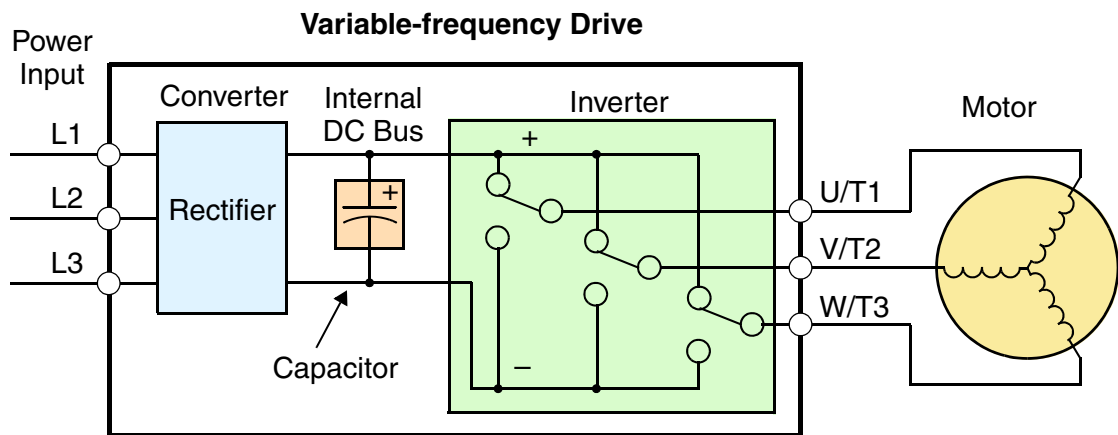 Variable-frequency Drive
Power
Input
Converter
Internal
DC Bus
Inverter
Motor
L1
L2
L3
Rectifier
+
+
–
U/T1
V/T2
W/T3
Capacitor